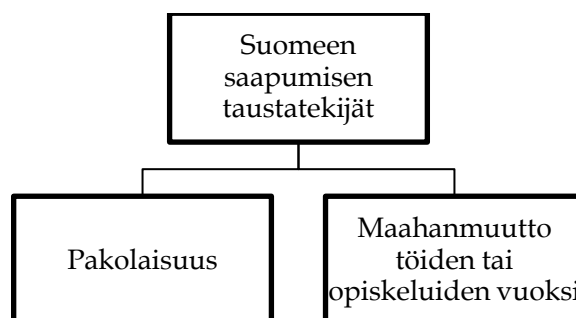 Suomeen
saapumisen
taustatekijät
Pakolaisuus
Maahanmuutto
töiden tai
opiskeluiden vuoksi